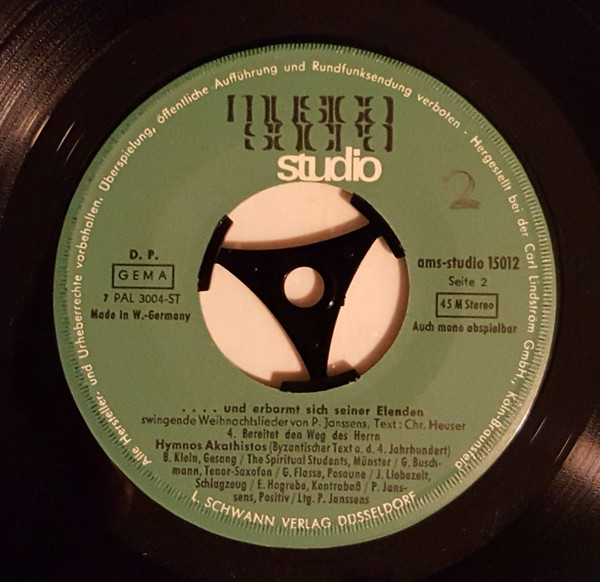 Alle Hersteller- und Urheberrechte vorbehalten. Überspielung, öffentliche Aufführung und Rundfunksendung verboten - Hergestellt bei der Carl Lindström GmbH., Köln-Braunsfeld
musica
sacra
studio
2
D. P.
GEMA
7 PAL 3004-ST
Made in W.-Germany
ams-studio 15012
Seite 2
45 M Stereo
Auch mono abspielbar
. . . . und erbarmt sich seiner Elenden
swingende Weihnachtslieder von P. Janssens, Text: Chr. Heuser
4. Bereitet den Weg des Herrn
Hymnos Akathistos (Byzantinischer Text a. d. 4. Jahrhundert)
B. Klein, Gesang / The Spiritual Students, Münster / G. Busch-
mann, Tenor-Saxofon / G. Flasse, Posaune / J. Liebezeit,
Schlagzeug / E. Hogrebe, Kontrabaß / P. Jans-
sens, Positiv / Ltg. P. Janssens
L. SCHWANN VERLAG DÜSSELDORF